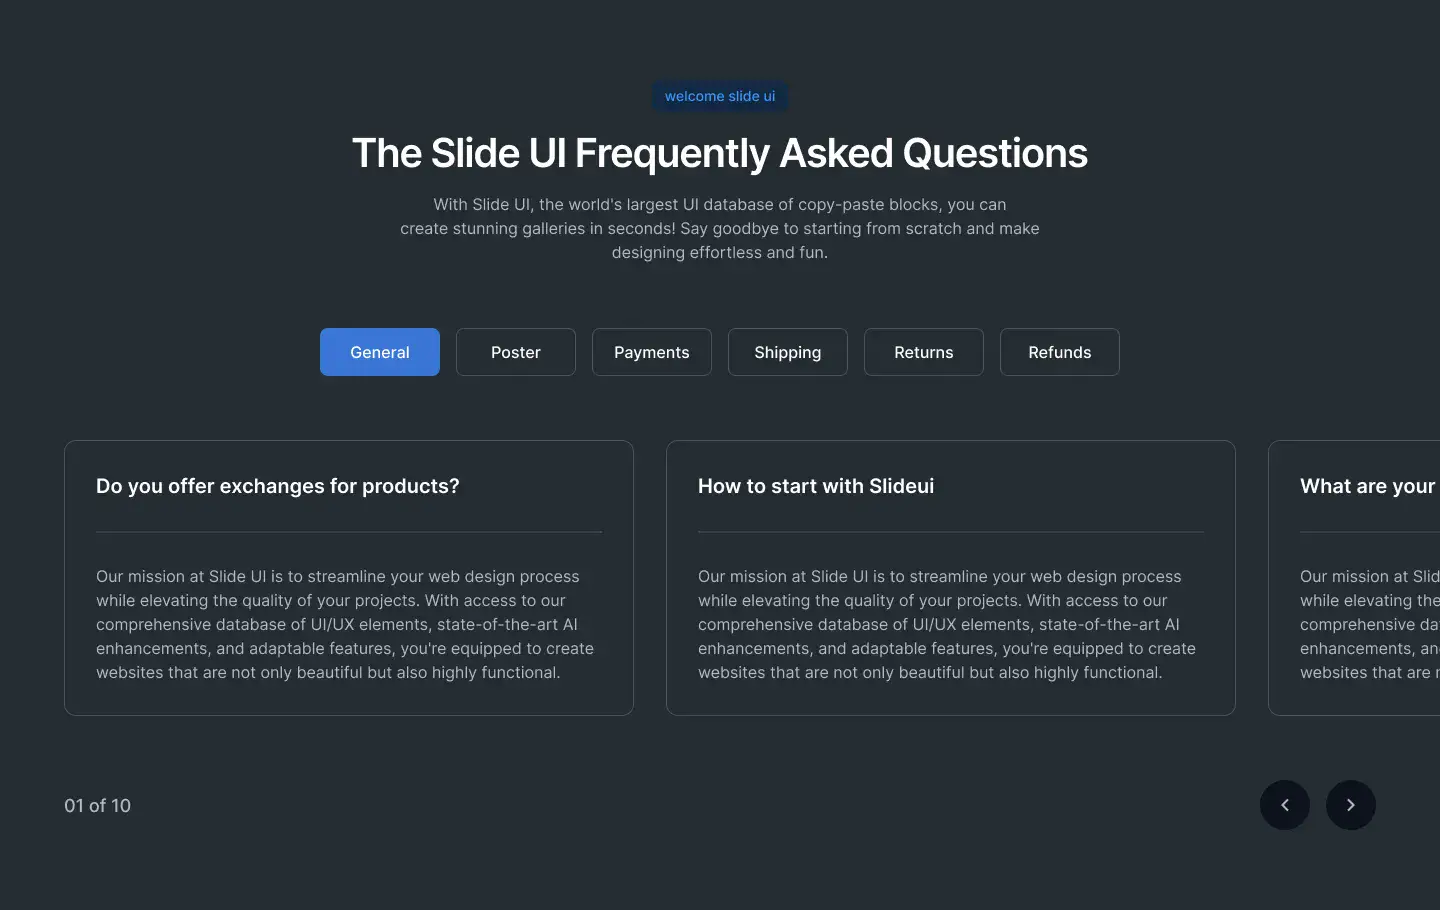 welcome slide ui
The Slide UI Frequently Asked Questions
With Slide UI, the world's largest UI database of copy-paste blocks, you can
create stunning galleries in seconds! Say goodbye to starting from scratch and make
designing effortless and fun.
General
Poster
Payments
Shipping
Returns
Refunds
Do you offer exchanges for products?
Our mission at Slide UI is to streamline your web design process
while elevating the quality of your projects. With access to our
comprehensive database of UI/UX elements, state-of-the-art AI
enhancements, and adaptable features, you're equipped to create
websites that are not only beautiful but also highly functional.
How to start with Slideui
Our mission at Slide UI is to streamline your web design process
while elevating the quality of your projects. With access to our
comprehensive database of UI/UX elements, state-of-the-art AI
enhancements, and adaptable features, you're equipped to create
websites that are not only beautiful but also highly functional.
What are your
Our mission at
while elevating the
comprehensive
enhancements,
websites that are
01 of 10